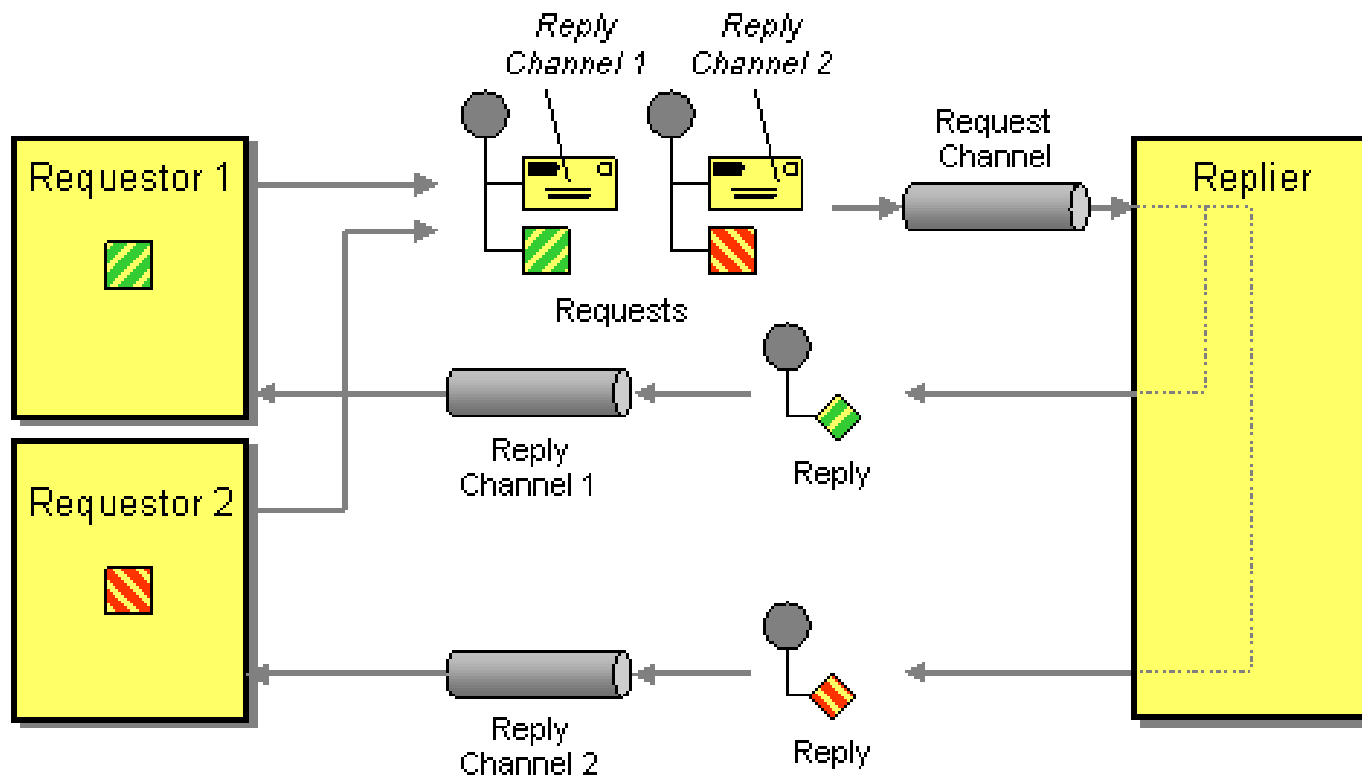 Reply
Channel 1
Reply
Channel 2
Request
Channel
Requestor 1
Replier
Requests
Reply
Channel 1
Reply
Requestor 2
Reply
Channel 2
Reply